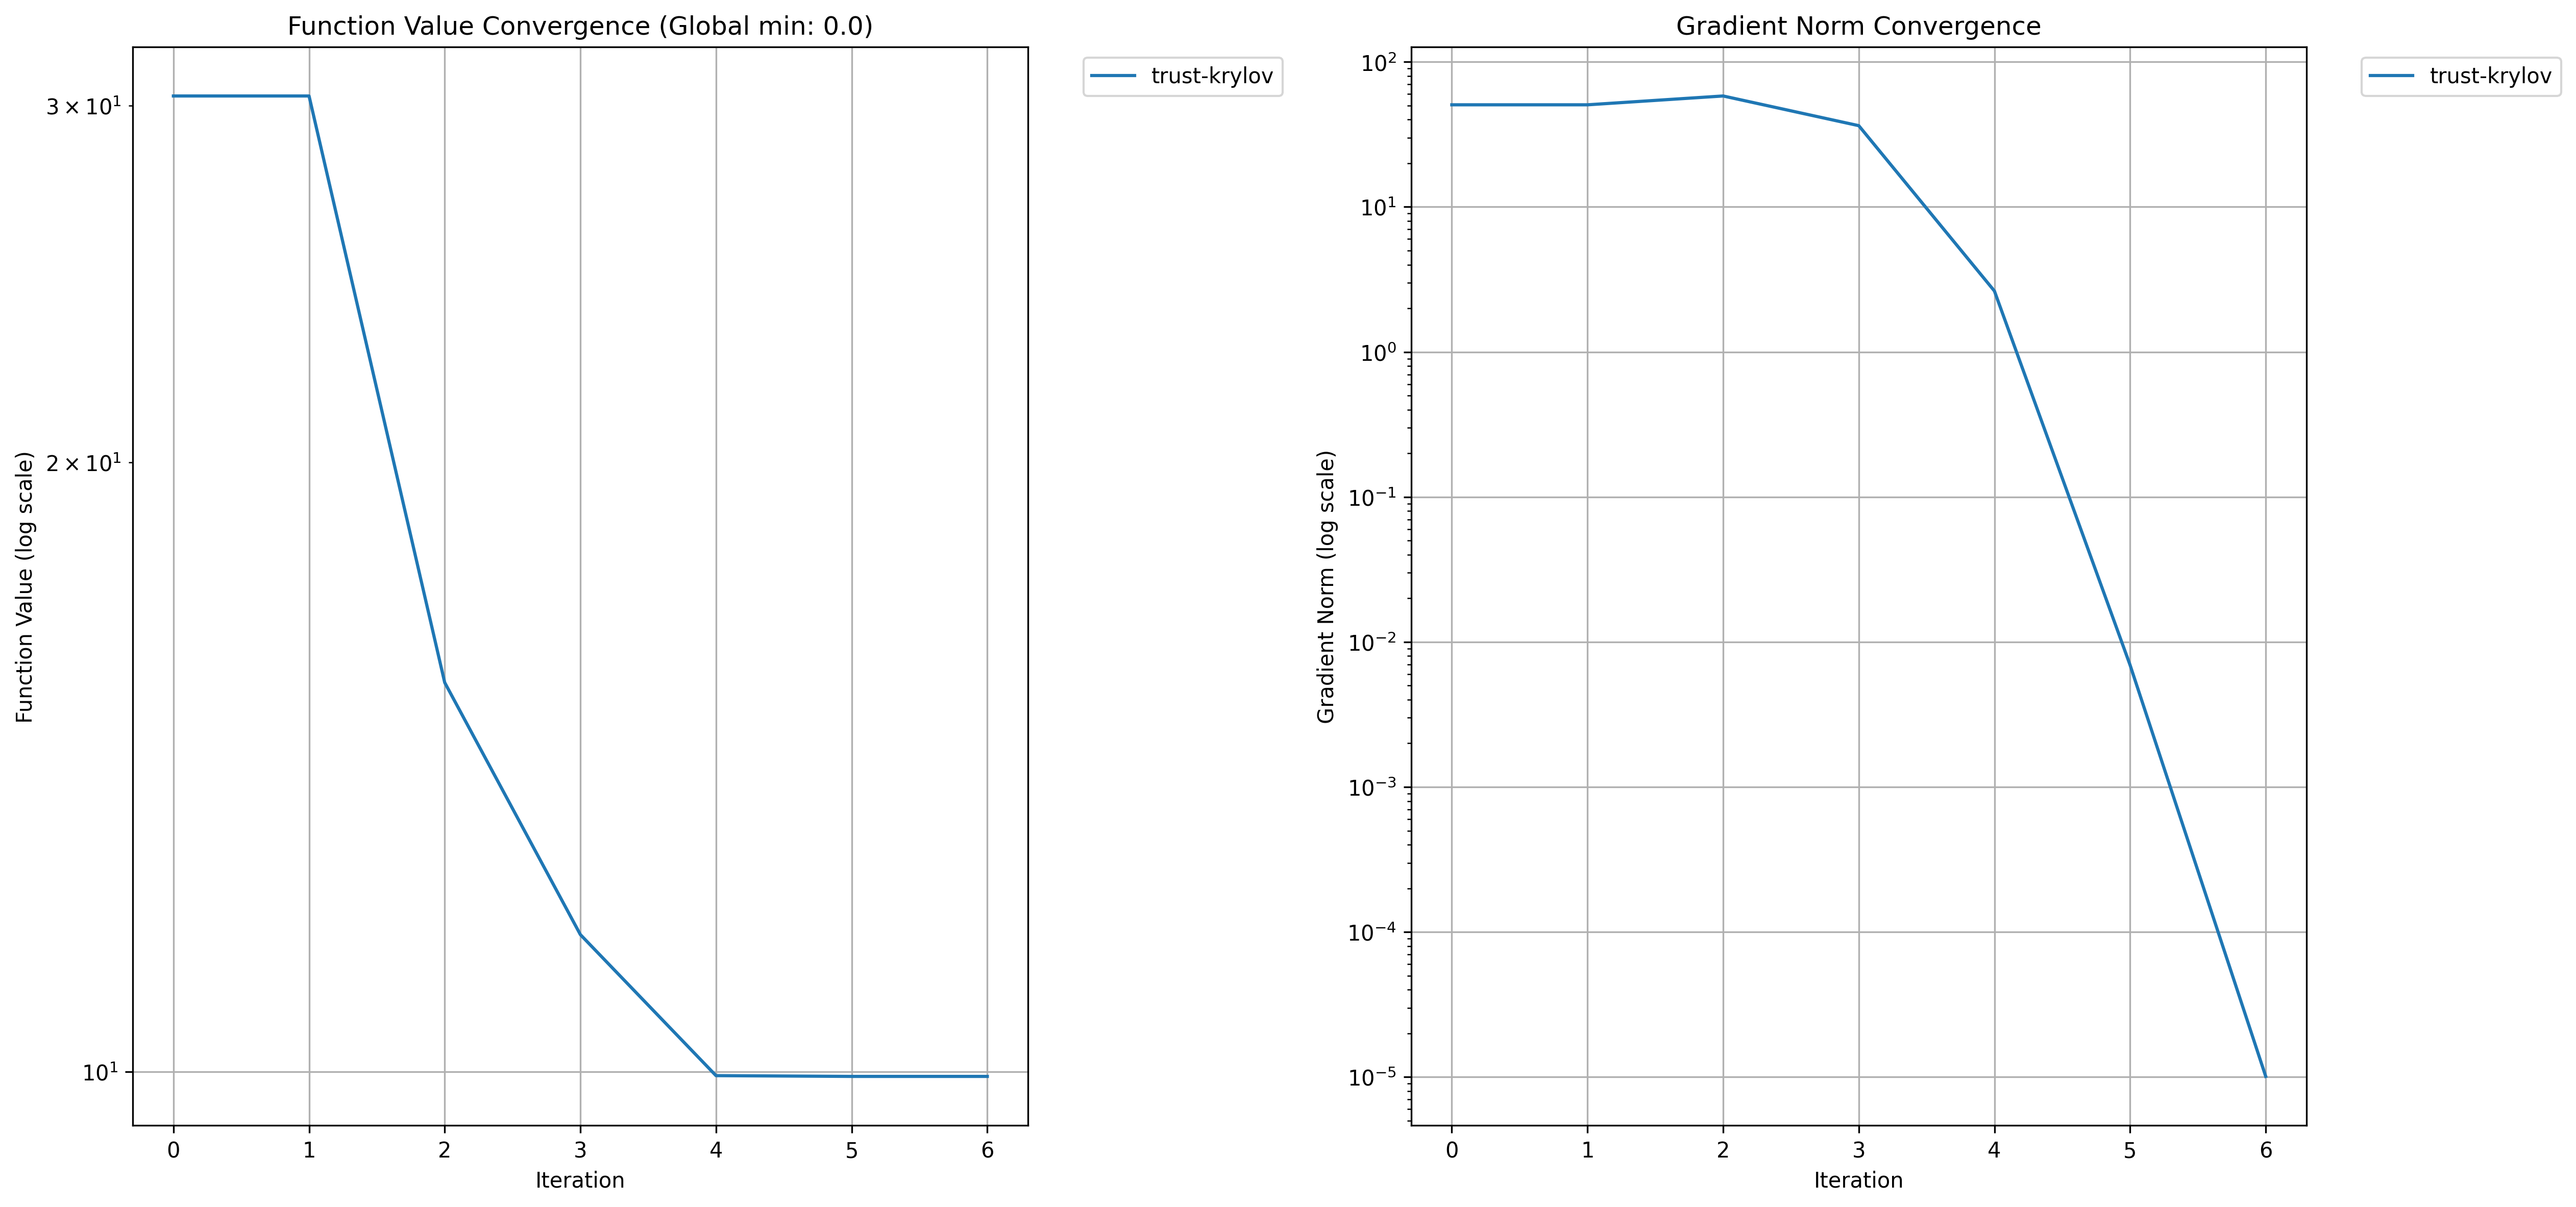 Function Value Convergence (Global min: 0.0)
trust-krylov
3 × 10¹
2 × 10¹
10¹
Function Value (log scale)
0 1 2 3 4 5 6
Iteration
Gradient Norm Convergence
trust-krylov
10²
10¹
10⁰
10⁻¹
10⁻²
10⁻³
10⁻⁴
10⁻⁵
Gradient Norm (log scale)
0 1 2 3 4 5 6
Iteration